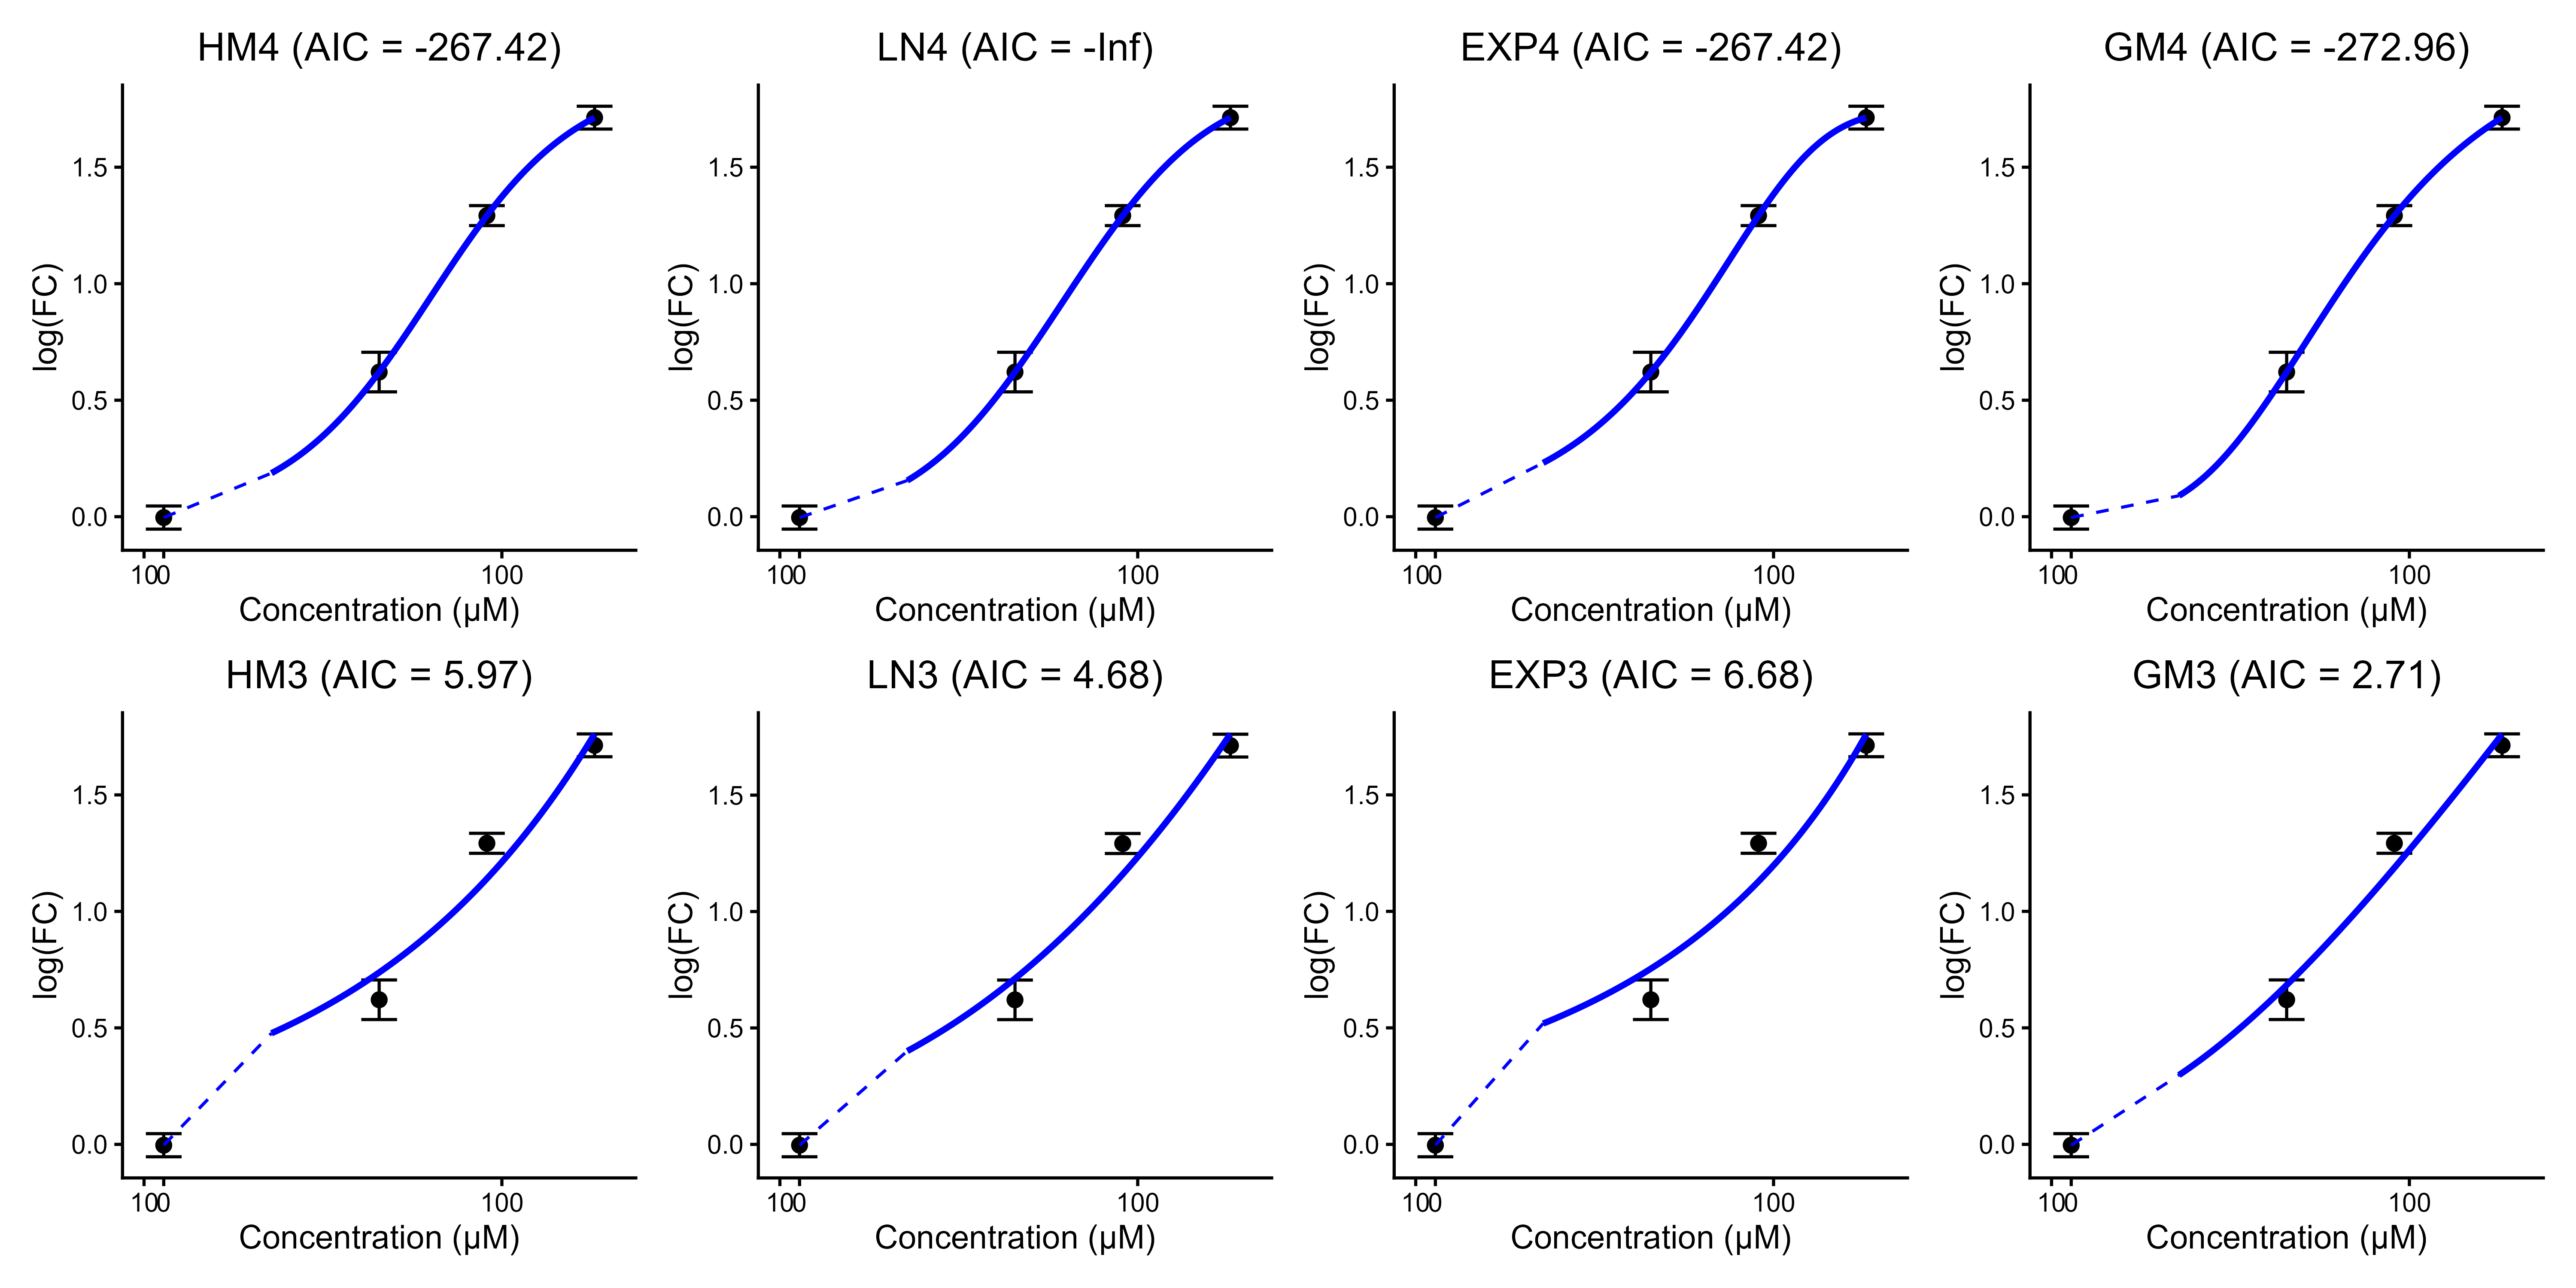 HM4 (AIC = -267.42)
log(FC)
1.5
1.0
0.5
0.0
100 100
Concentration (µM)
LN4 (AIC = -Inf)
log(FC)
1.5
1.0
0.5
0.0
100 100
Concentration (µM)
EXP4 (AIC = -267.42)
log(FC)
1.5
1.0
0.5
0.0
100 100
Concentration (µM)
GM4 (AIC = -272.96)
log(FC)
1.5
1.0
0.5
0.0
100 100
Concentration (µM)
HM3 (AIC = 5.97)
log(FC)
1.5
1.0
0.5
0.0
100 100
Concentration (µM)
LN3 (AIC = 4.68)
log(FC)
1.5
1.0
0.5
0.0
100 100
Concentration (µM)
EXP3 (AIC = 6.68)
log(FC)
1.5
1.0
0.5
0.0
100 100
Concentration (µM)
GM3 (AIC = 2.71)
log(FC)
1.5
1.0
0.5
0.0
100 100
Concentration (µM)